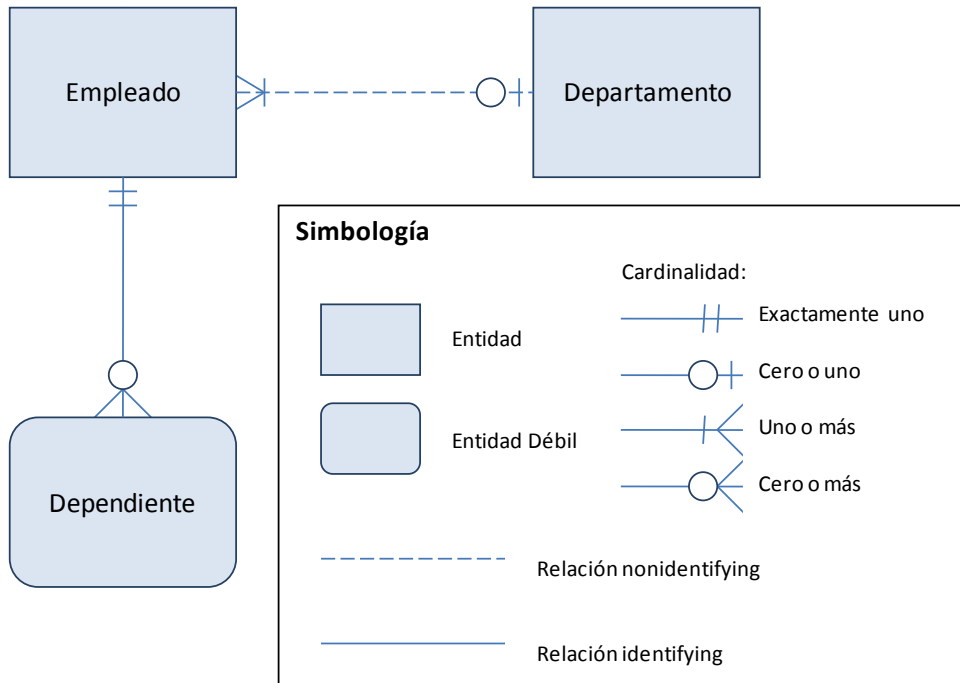 Empleado
Departamento
Dependiente
Simbología
Entidad
Entidad Débil
Relación nonidentifying
Relación identifying
Cardinalidad:
Exactamente uno
Cero o uno
Uno o más
Cero o más